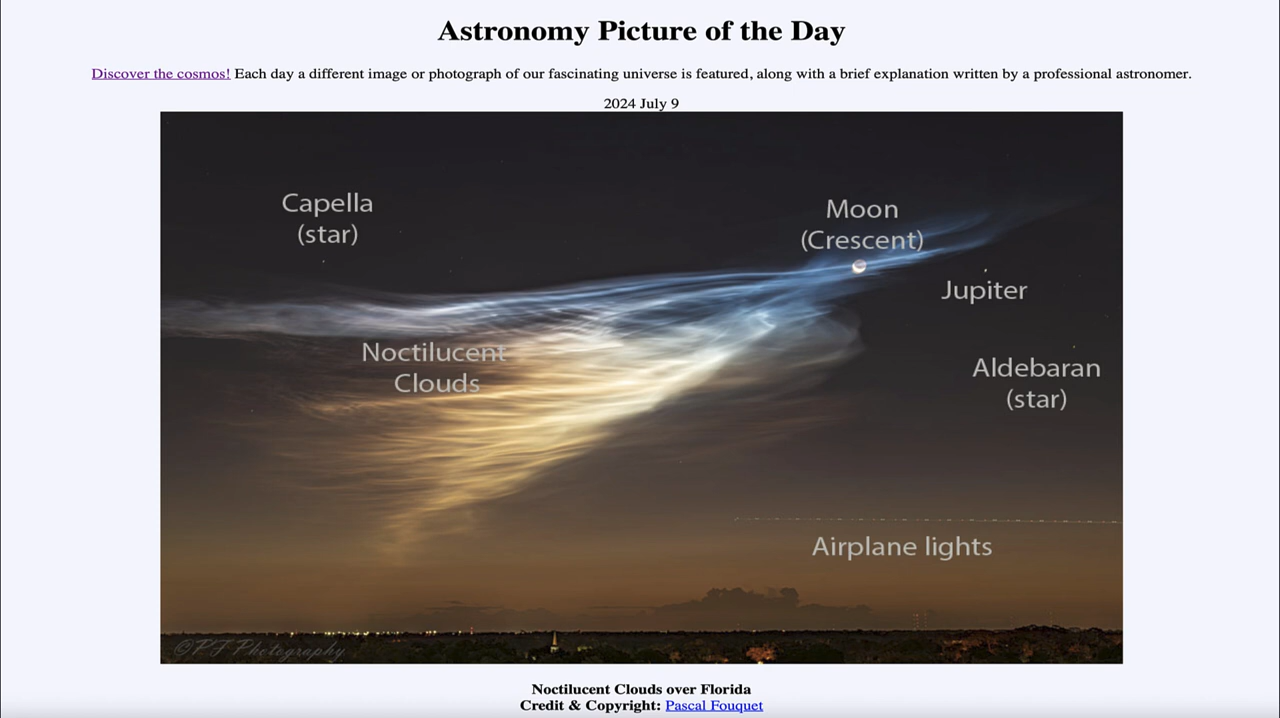 Astronomy Picture of the Day
Discover the cosmos! Each day a different image or photograph of our fascinating universe is featured, along with a brief explanation written by a professional astronomer.
2024 July 9
Capella
(star)
Moon
(Crescent)
Jupiter
Noctilucent
Clouds
Aldebaran
(star)
Airplane lights
©PF Photography
Noctilucent Clouds over Florida
Credit & Copyright: Pascal Fouquet